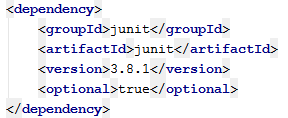 <dependency>
    <groupId>junit</groupId>
    <artifactId>junit</artifactId>
    <version>3.8.1</version>
    <optional>true</optional>
</dependency>